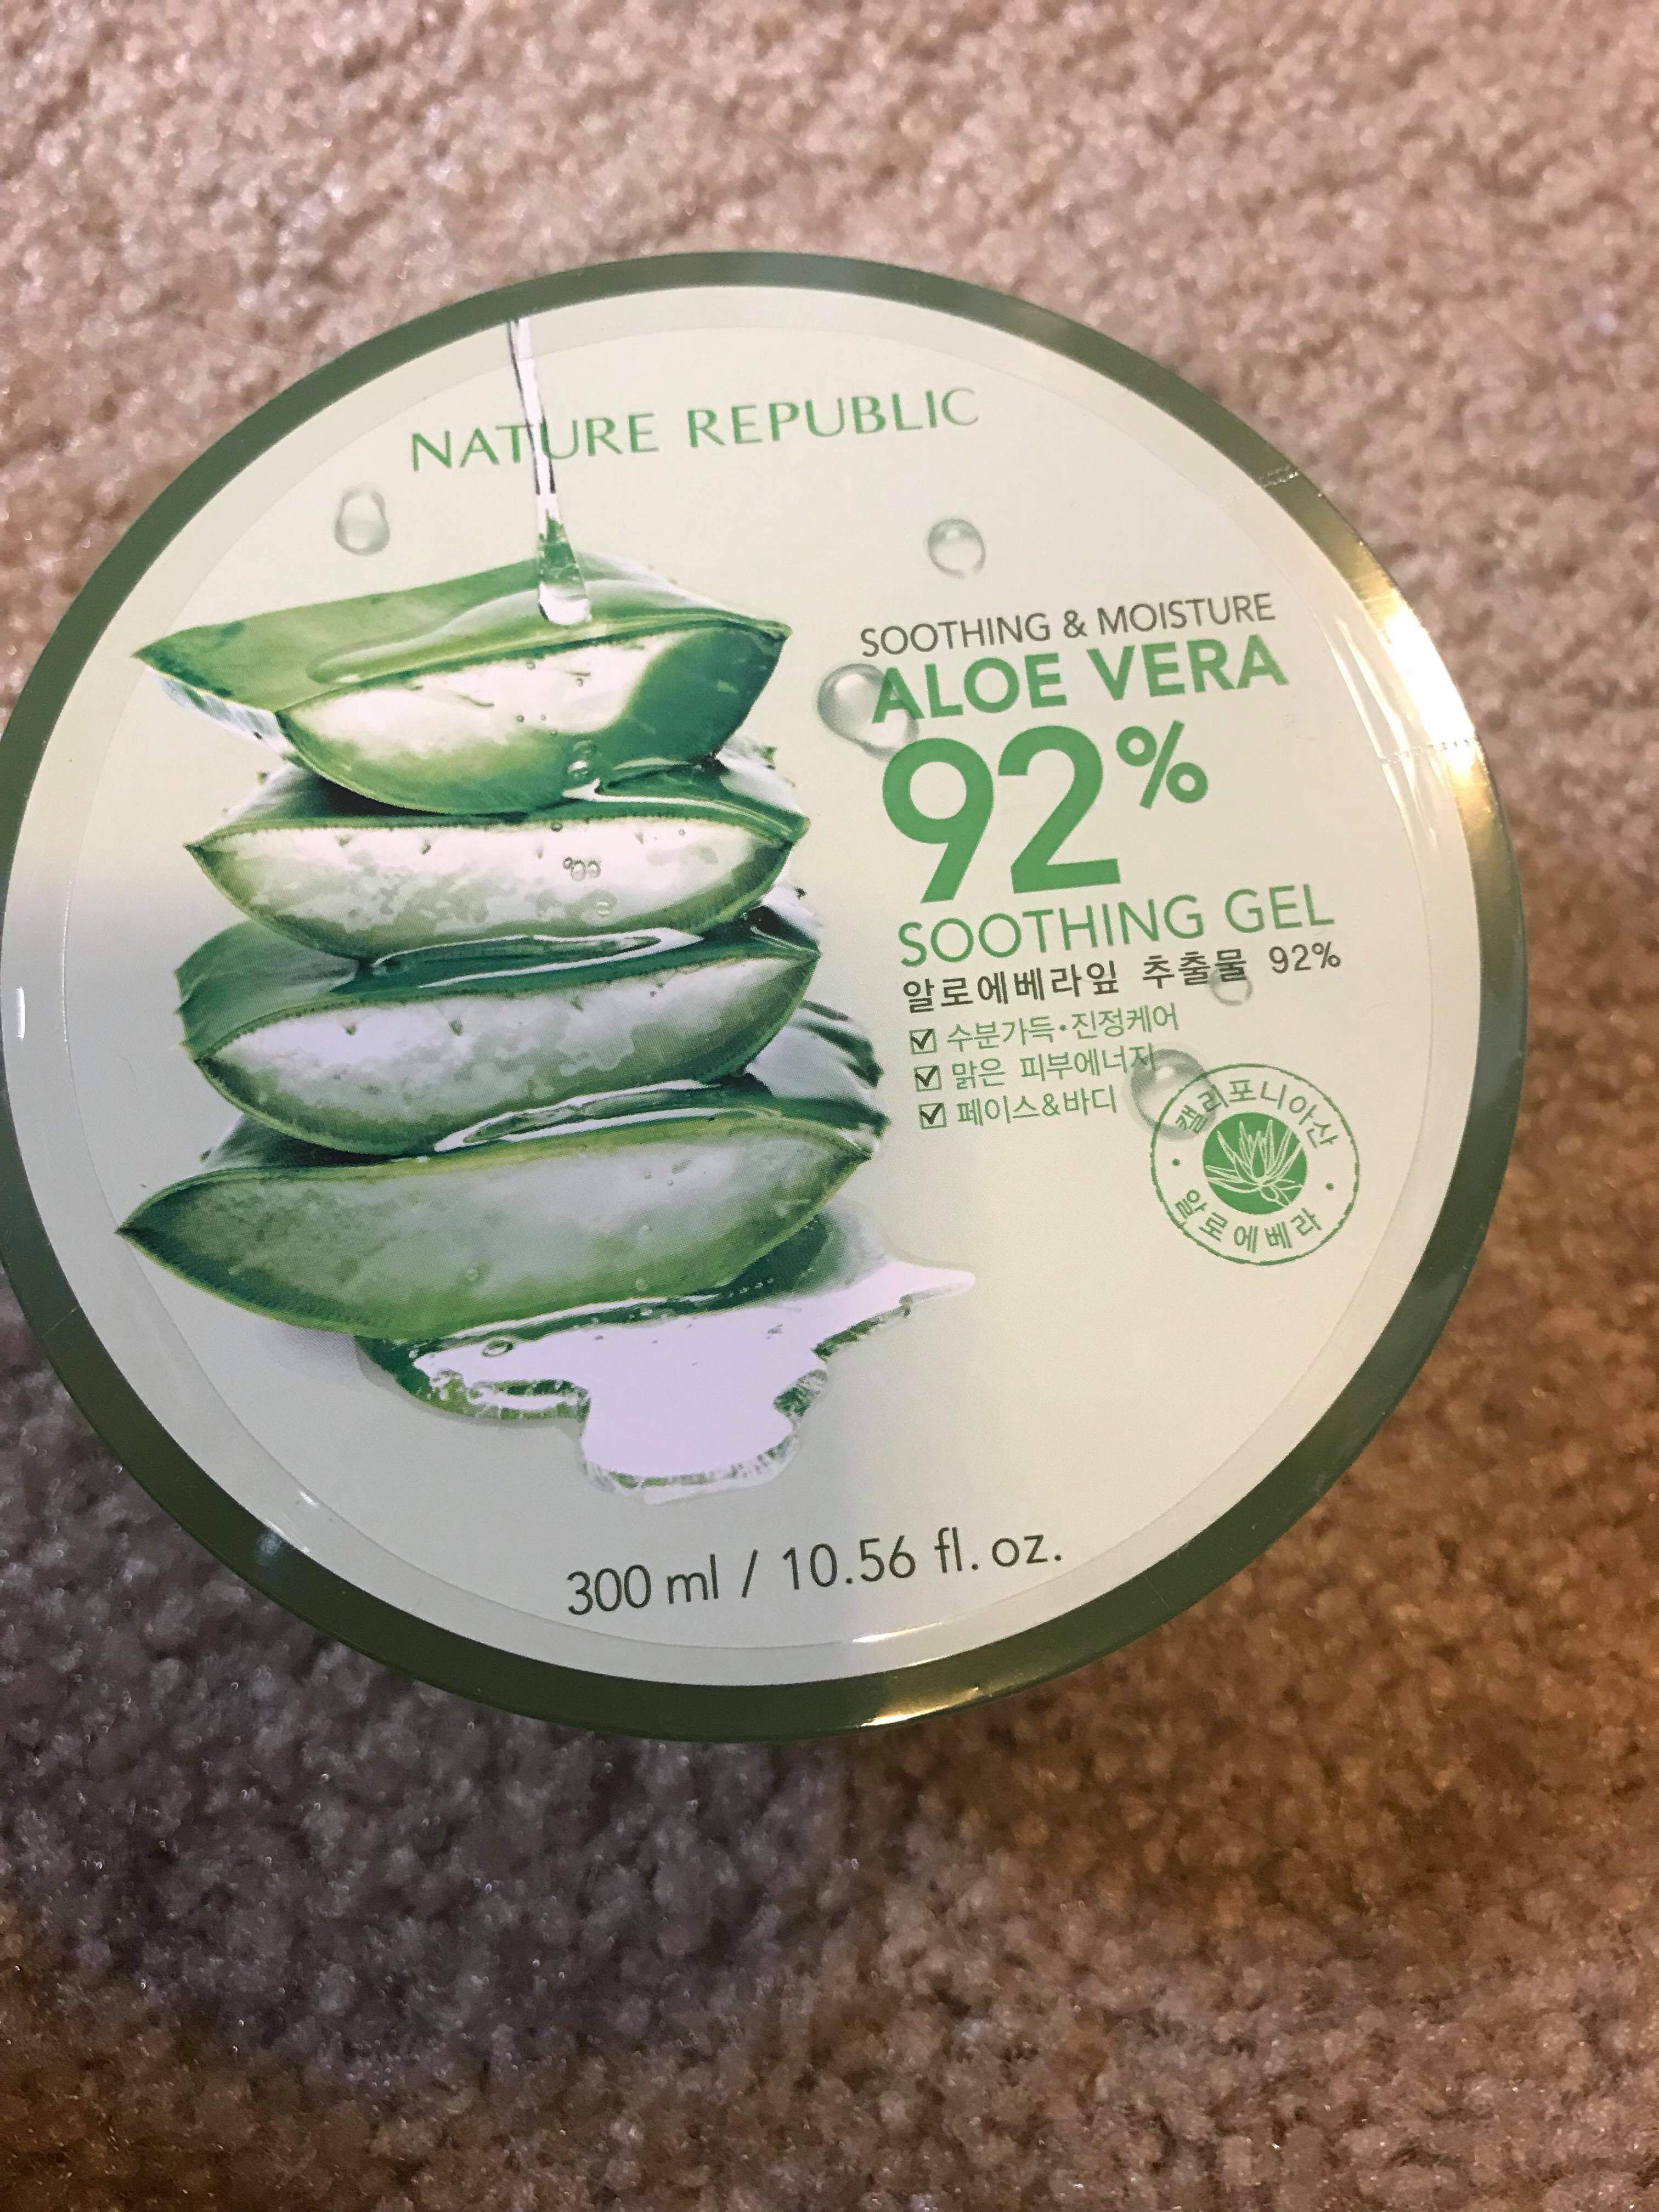 NATURE REPUBLIC
SOOTHING & MOISTURE
ALOE VERA
92%
SOOTHING GEL
알로에베라잎 추출물 92%
수분가득•진정케어
맑은 피부에너지
페이스&바디
캘리포니아산
알로에베라
300 ml / 10.56 fl. oz.